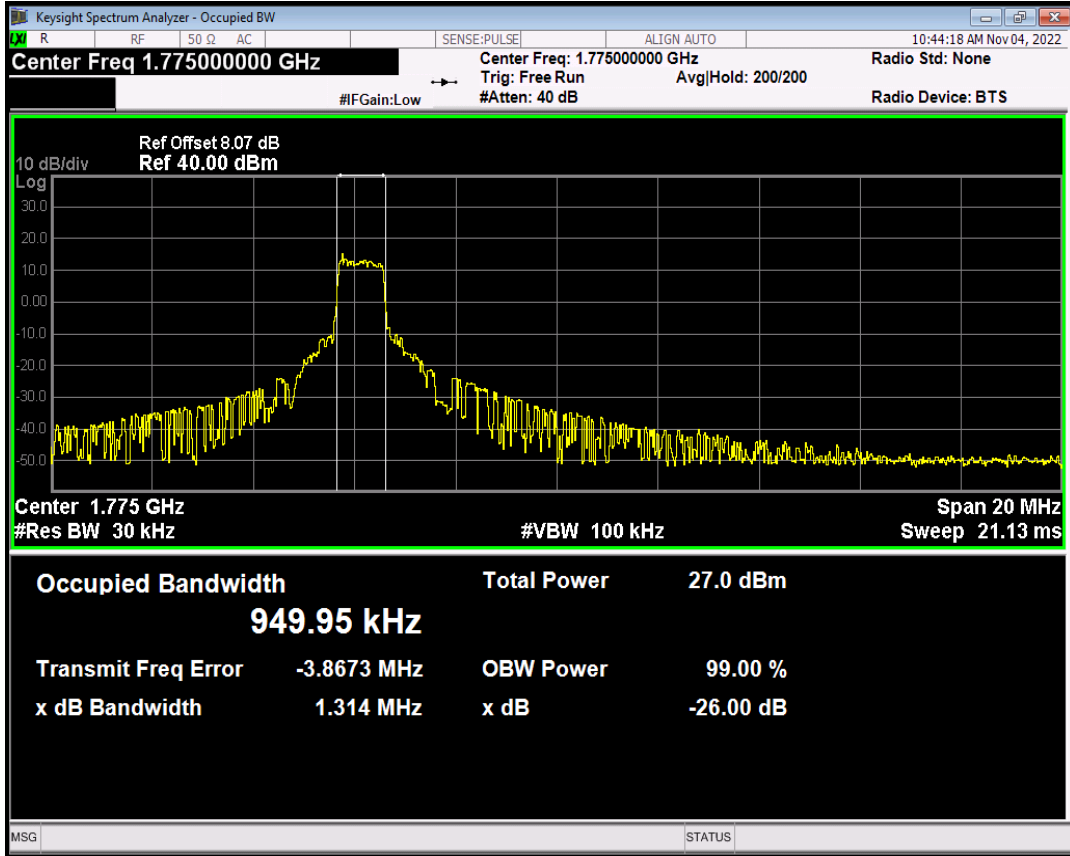 Keysight Spectrum Analyzer - Occupied BW
LXI R RF 50 Ω AC SENSE:PULSE ALIGN AUTO 10:44:18 AM Nov 04, 2022
Center Freq 1.775000000 GHz Center Freq: 1.775000000 GHz Radio Std: None
Trig: Free Run Avg|Hold: 200/200
#IFGain:Low #Atten: 40 dB Radio Device: BTS
Ref Offset 8.07 dB
10 dB/div Ref 40.00 dBm
Log
30.0
20.0
10.0
0.00
-10.0
-20.0
-30.0
-40.0
-50.0
Center 1.775 GHz Span 20 MHz
#Res BW 30 kHz #VBW 100 kHz Sweep 21.13 ms
Occupied Bandwidth Total Power 27.0 dBm
949.95 kHz
Transmit Freq Error -3.8673 MHz OBW Power 99.00 %
x dB Bandwidth 1.314 MHz x dB -26.00 dB
MSG STATUS